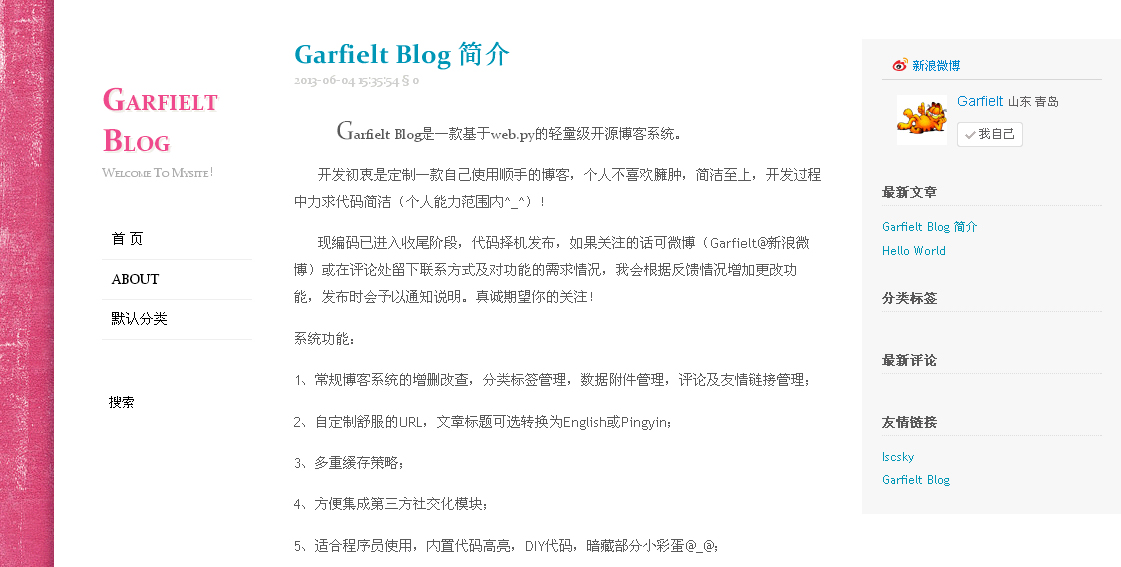 Garfielt
Blog
Welcome To Mysite!
首 页
ABOUT
默认分类
搜索
Garfielt Blog 简介
2013-06-04 15:35:54 § 0
Garfielt Blog是一款基于web.py的轻量级开源博客系统。
开发初衷是定制一款自己使用顺手的博客，个人不喜欢臃肿，简洁至上，开发过程
中力求代码简洁（个人能力范围内^_^）！
现编码已进入收尾阶段，代码择机发布，如果关注的话可微博（Garfielt@新浪微
博）或在评论处留下联系方式及对功能的需求情况，我会根据反馈情况增加更改功
能，发布时会予以通知说明。真诚期望你的关注！
系统功能：
1、常规博客系统的增删改查，分类标签管理，数据附件管理，评论及友情链接管理；
2、自定制舒服的URL，文章标题可选转换为English或Pingyin；
3、多重缓存策略；
4、方便集成第三方社交化模块；
5、适合程序员使用，内置代码高亮，DIY代码，暗藏部分小彩蛋@_@；
新浪微博
Garfielt 山东 青岛
我自己
最新文章
Garfielt Blog 简介
Hello World
分类标签
最新评论
友情链接
Iscsky
Garfielt Blog